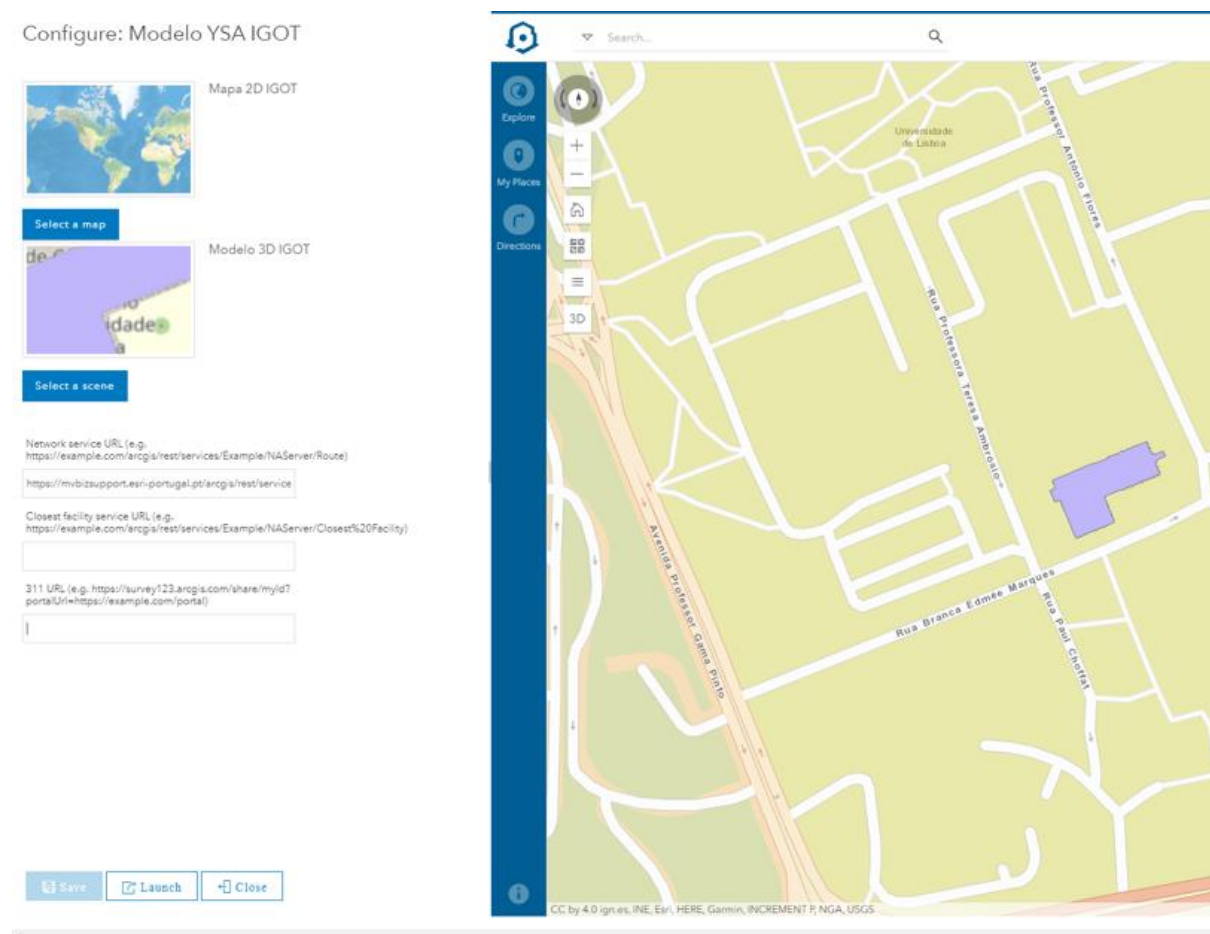 Configure: Modelo YSA IGOT
Mapa 2D IGOT
Select a map
Modelo 3D IGOT
idade
Select a scene
Network service URL (e.g.
https://example.com/arcgis/rest/services/Example/NAServer/Route)
https://mvbizsupport.esri-portugal.pt/arcgis/rest/service
Closest facility service URL (e.g.
https://example.com/arcgis/rest/services/Example/NAServer/Closest%20Facility)
311 URL (e.g. https://survey123.arcgis.com/share/myId?
portalUrl=https://example.com/portal)
Save
Launch
Close
Search...
Explore
My Places
Directions
3D
Universidade
de Lisboa
Rua Professor António Flores
Rua Professora Teresa Ambrósio
Avenida Professor Gama Pinto
Rua Branca Edmée Marques
Rua Paul Choffat
CC by 4.0 ign.es, INE, Esri, HERE, Garmin, INCREMENT P, NGA, USGS